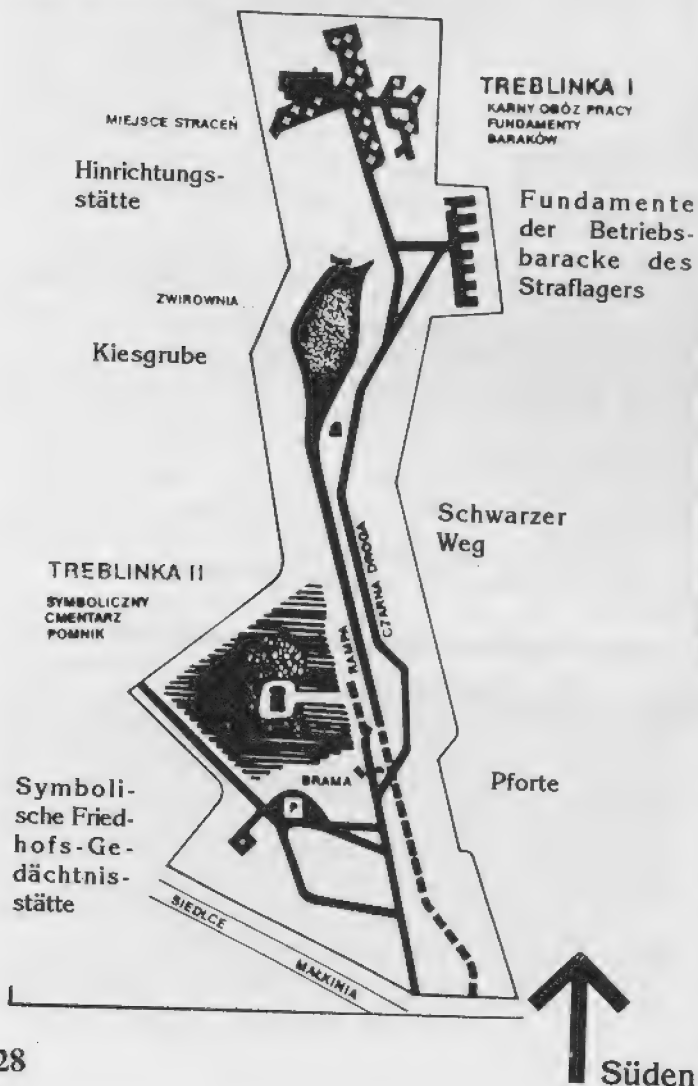 TREBLINKA I
KARNY OBÓZ PRACY
FUNDAMENTY
BARAKÓW
MIEJSCE STRACEŃ
Hinrichtungs-
stätte
Fundamente
der Betriebs-
baracke des
Straflagers
ZWIROWNIA
Kiesgrube
Schwarzer
Weg
CZARNA DROGA
TREBLINKA II
SYMBOLICZNY
CMENTARZ
POMNIK
RAMPA
BRAMA
P
Pforte
Symboli-
sche Fried-
hofs-Ge-
dächtnis-
stätte
SIEDLCE
MAŁKINIA
28
Süden